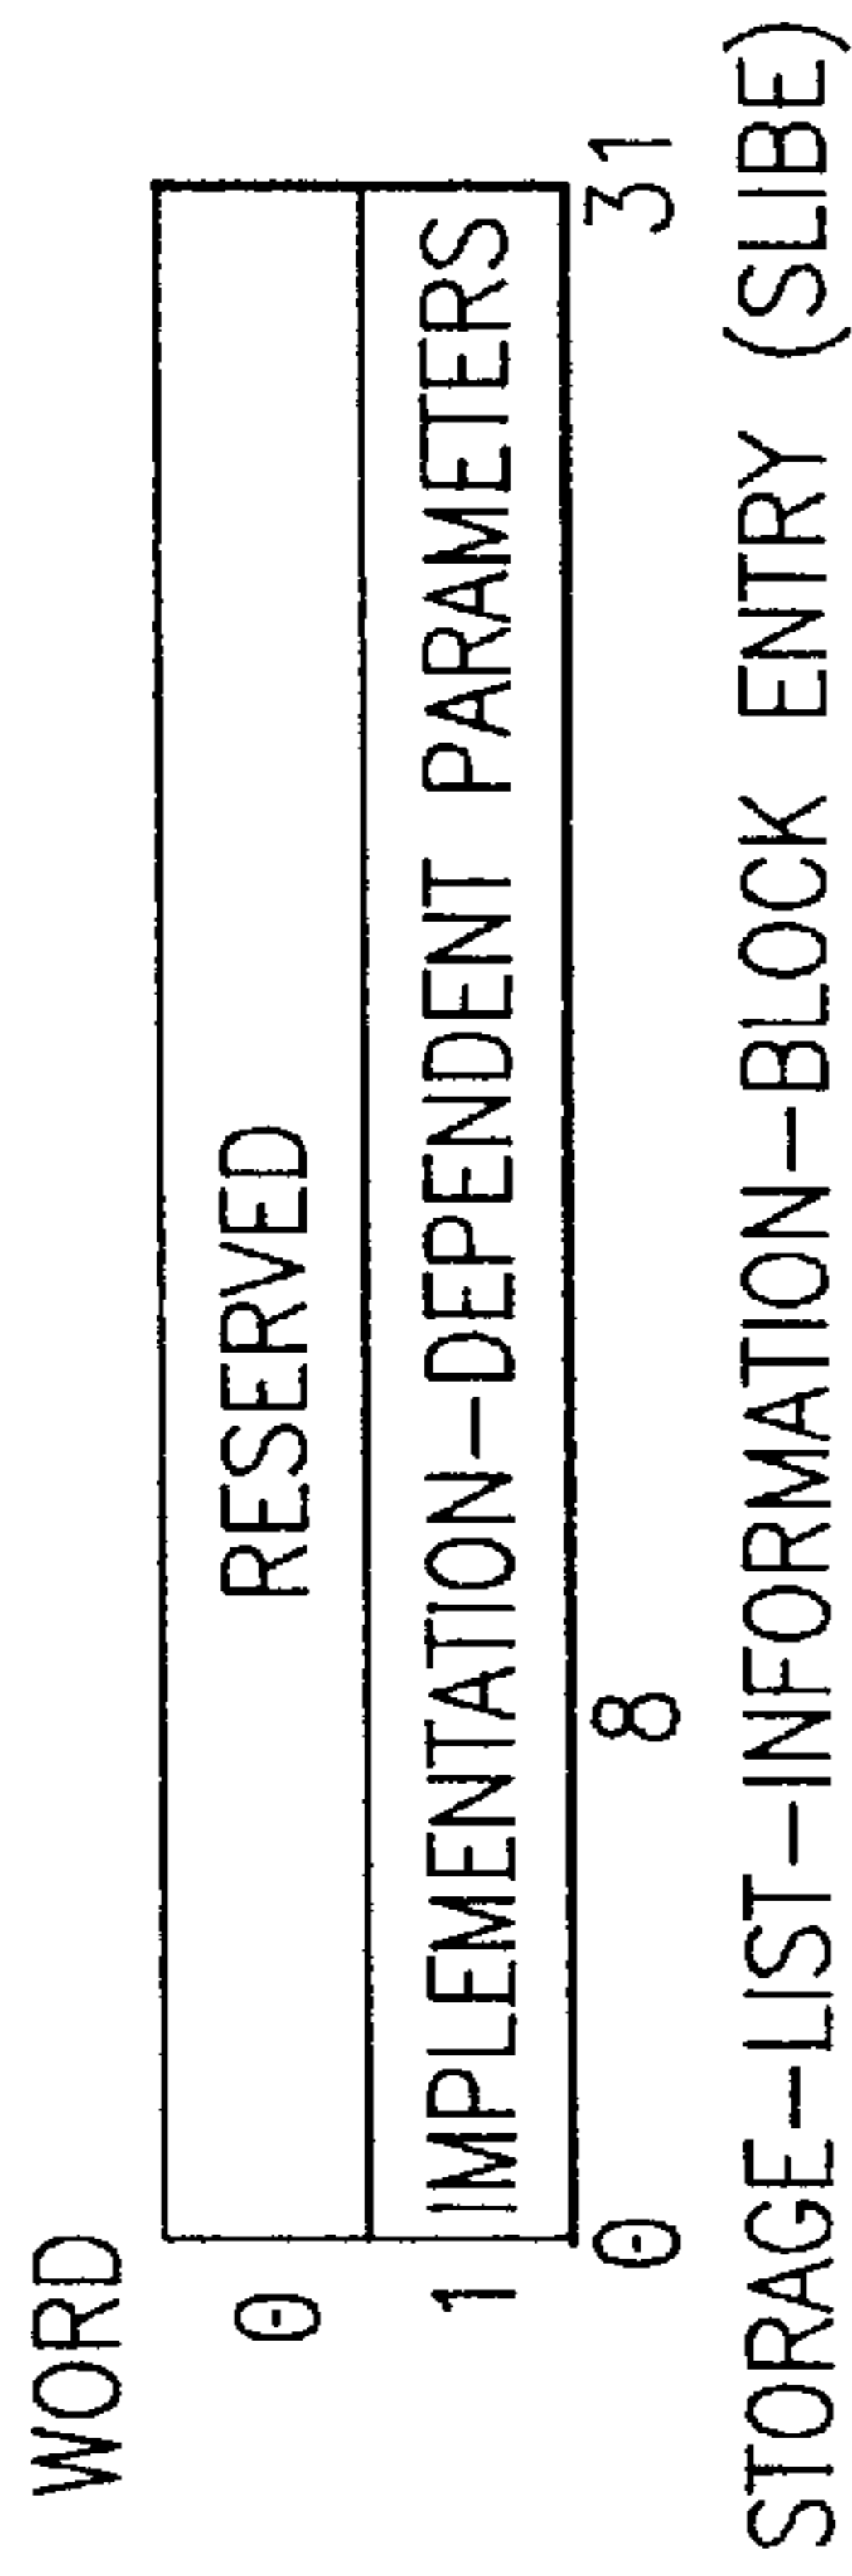 WORD
0 RESERVED
1 IMPLEMENTATION-DEPENDENT PARAMETERS
0 8 31
STORAGE-LIST-INFORMATION-BLOCK ENTRY (SLIBE)